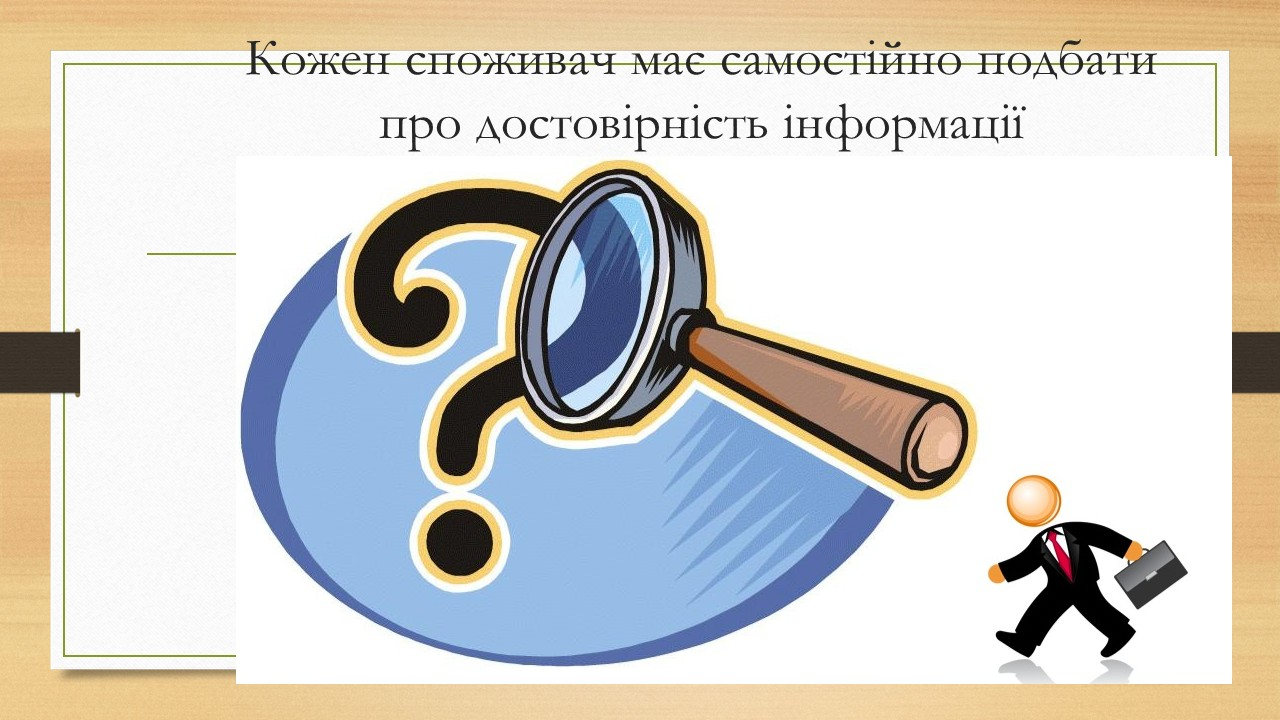 Кожен споживач має самостійно подбати
про достовірність інформації